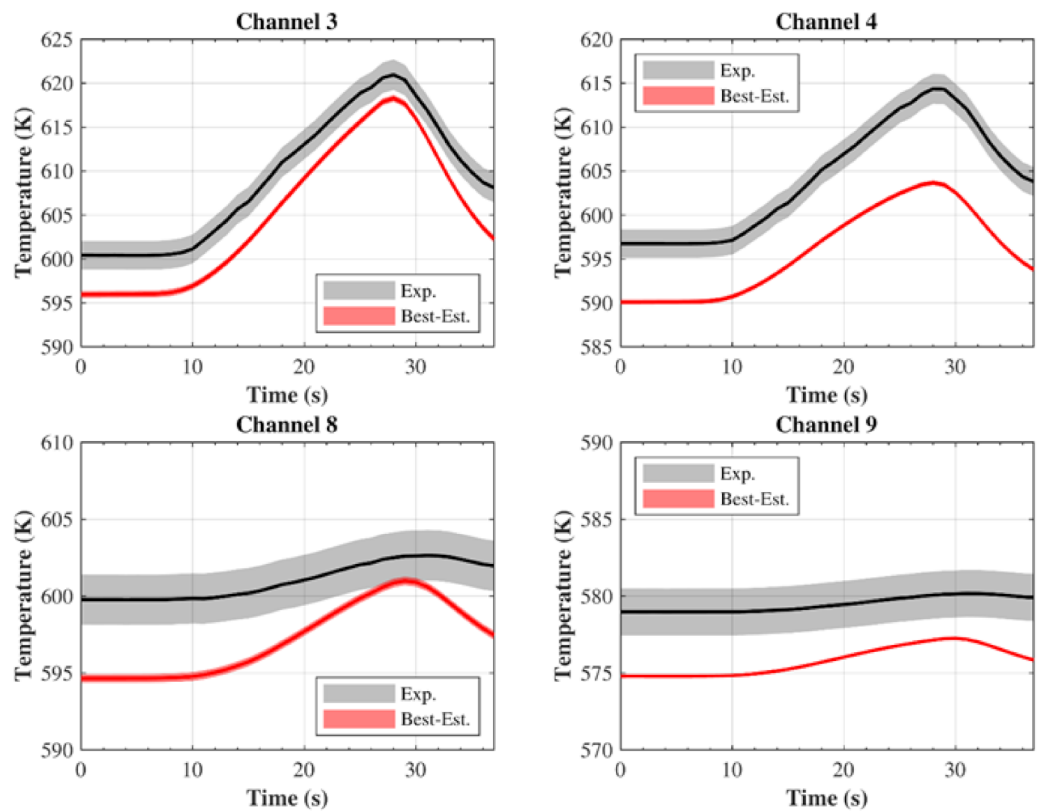 Channel 3
Temperature (K)
625
620
615
610
605
600
595
590
0
10
20
30
Time (s)
Exp.
Best-Est.
Channel 4
Temperature (K)
620
615
610
605
600
595
590
585
0
10
20
30
Time (s)
Exp.
Best-Est.
Channel 8
Temperature (K)
610
605
600
595
590
0
10
20
30
Time (s)
Exp.
Best-Est.
Channel 9
Temperature (K)
590
585
580
575
570
0
10
20
30
Time (s)
Exp.
Best-Est.